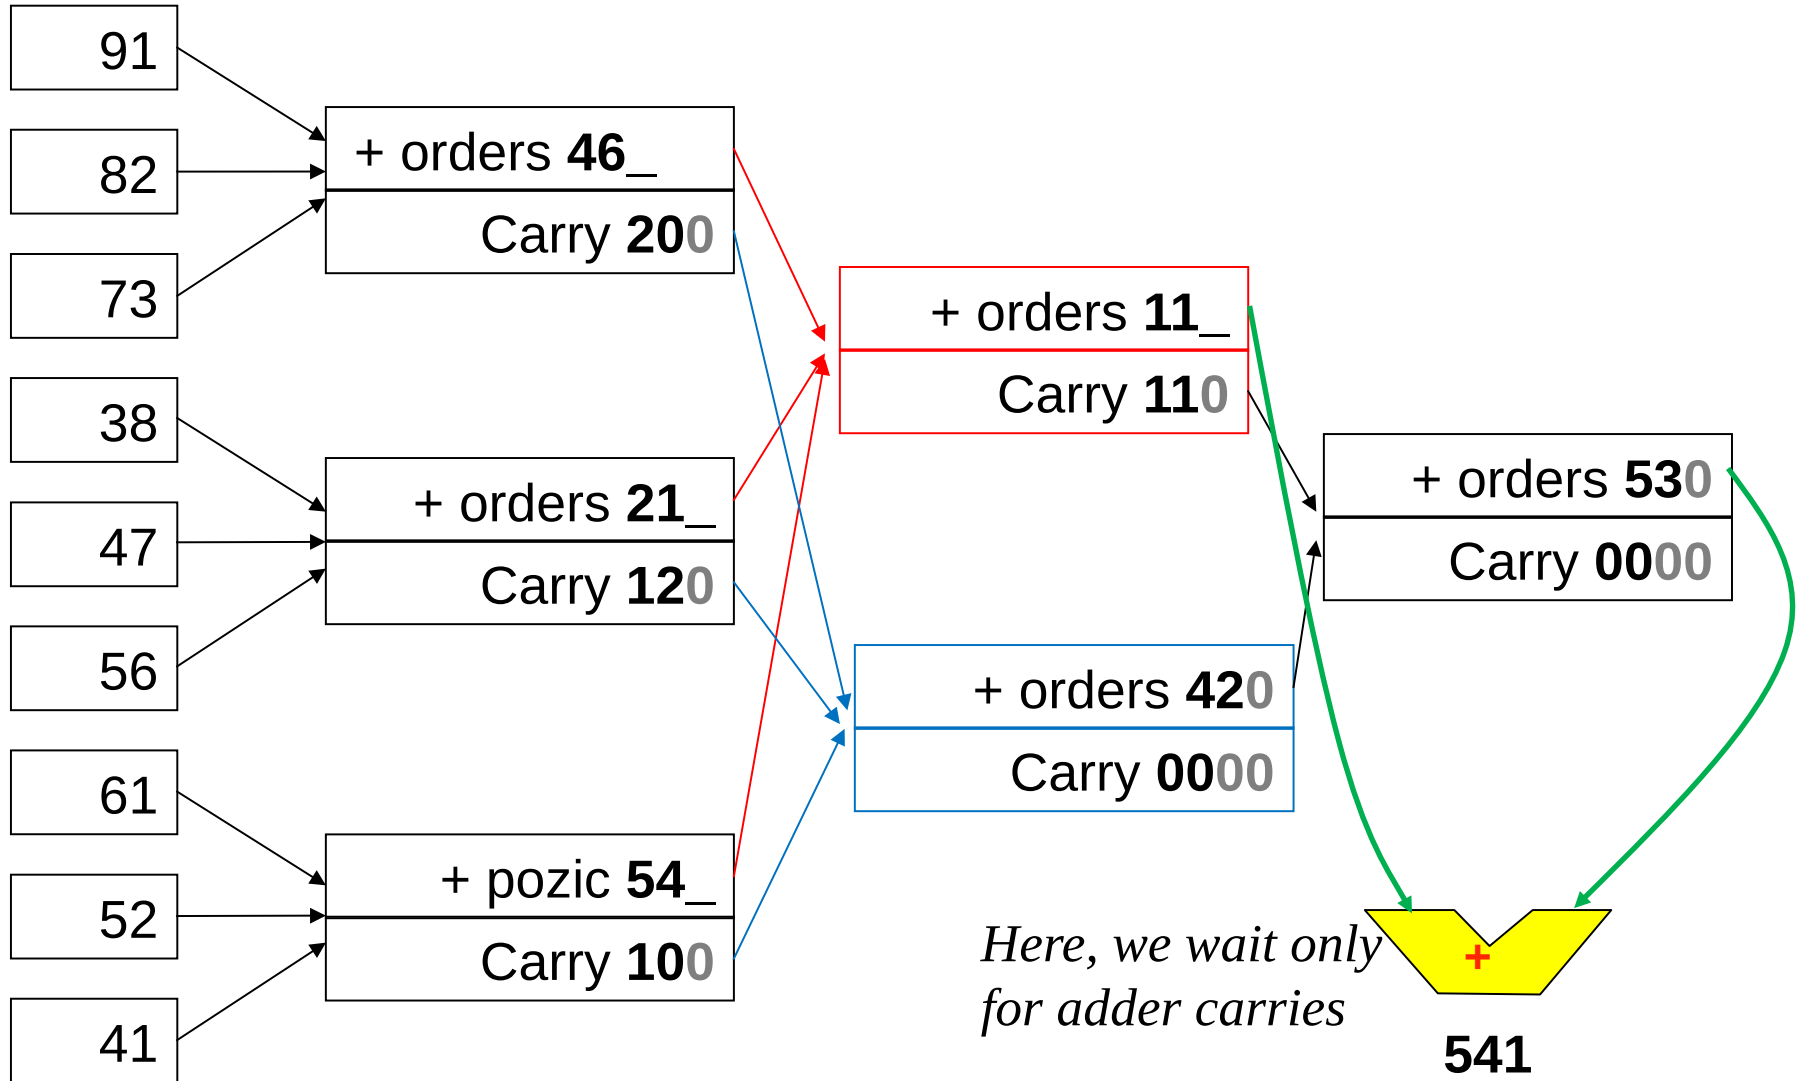 91
82
73
38
47
56
61
52
41
+ orders 46_
Carry 200
+ orders 21_
Carry 120
+ pozic 54_
Carry 100
+ orders 11_
Carry 110
+ orders 420
Carry 0000
+ orders 530
Carry 0000
Here, we wait only
for adder carries
+
541